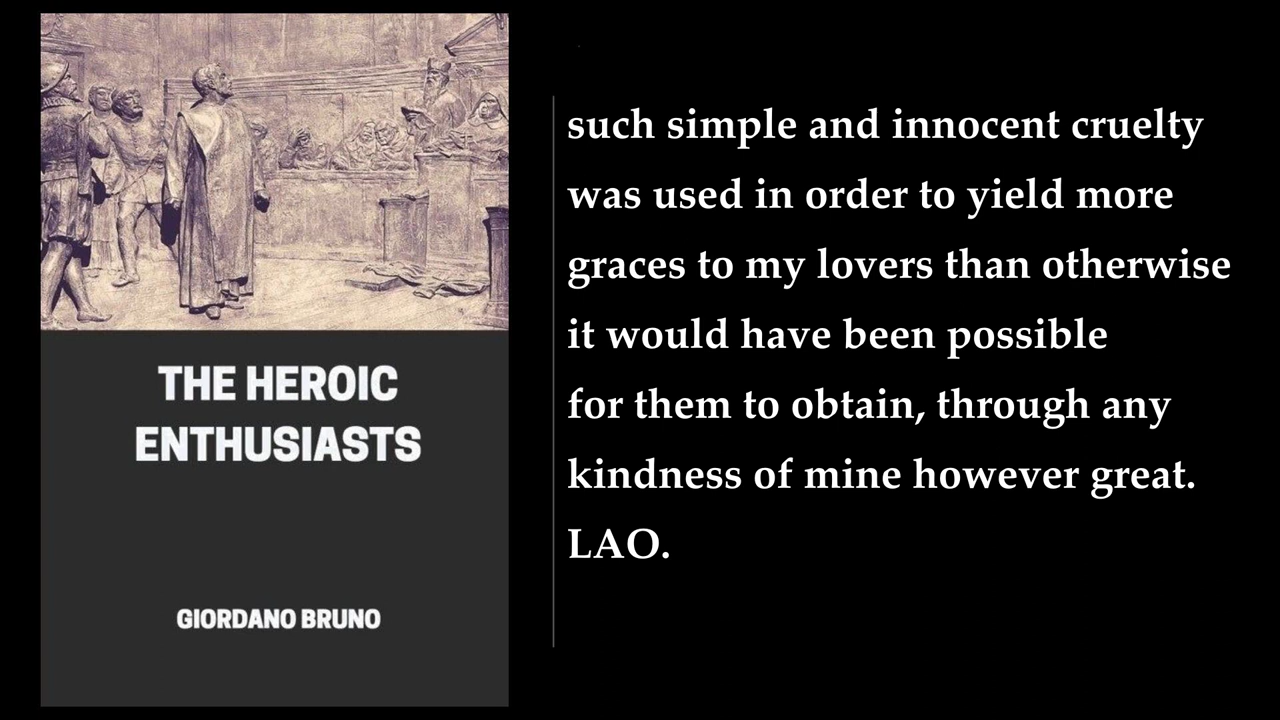 THE HEROIC
ENTHUSIASTS
GIORDANO BRUNO
such simple and innocent cruelty
was used in order to yield more
graces to my lovers than otherwise
it would have been possible
for them to obtain, through any
kindness of mine however great.
LAO.